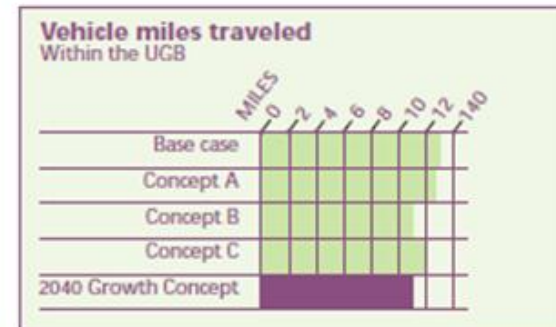 Vehicle miles traveled
Within the UGB
MILES 0 2 4 6 8 10 12 140
Base case
Concept A
Concept B
Concept C
2040 Growth Concept